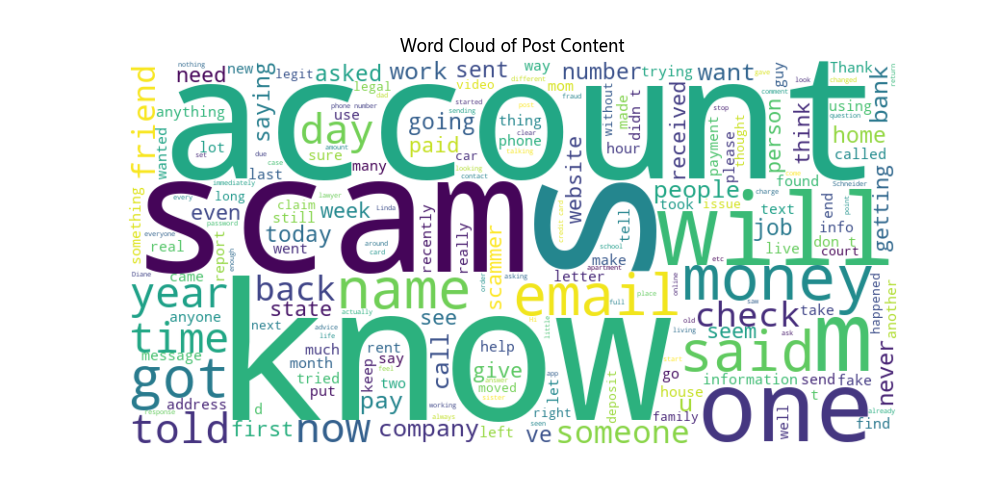 Word Cloud of Post Content
need new legit asked work sent way number trying want guy Thank
friend saying legal video mom without made didn t received payment please thought person think using bank
account
anything use phone number day going thing phone hour home called
wanted lot sure paid car website
set due case last many
scam s will
something even long claim week recently really people took issue found text job end info getting
real report still today went Linda around card scammer tell make live don t court
every password everyone enough Diane came
year back name email money
state letter check take happened another
time anyone next advice life actually see seem
know said m never
message much rent say call help old living ask
got month tried put keep two give moved go house information send fake
address pay let right deposit family u t already
told d first now company left ve someone one well find
response working always seen
immediately lawyer started sending clear talking different post fraud stop comment question changed return look gave nothing dad amount looking contact
school apartment order asking online full place little app etc saw charge point Schneider start feel